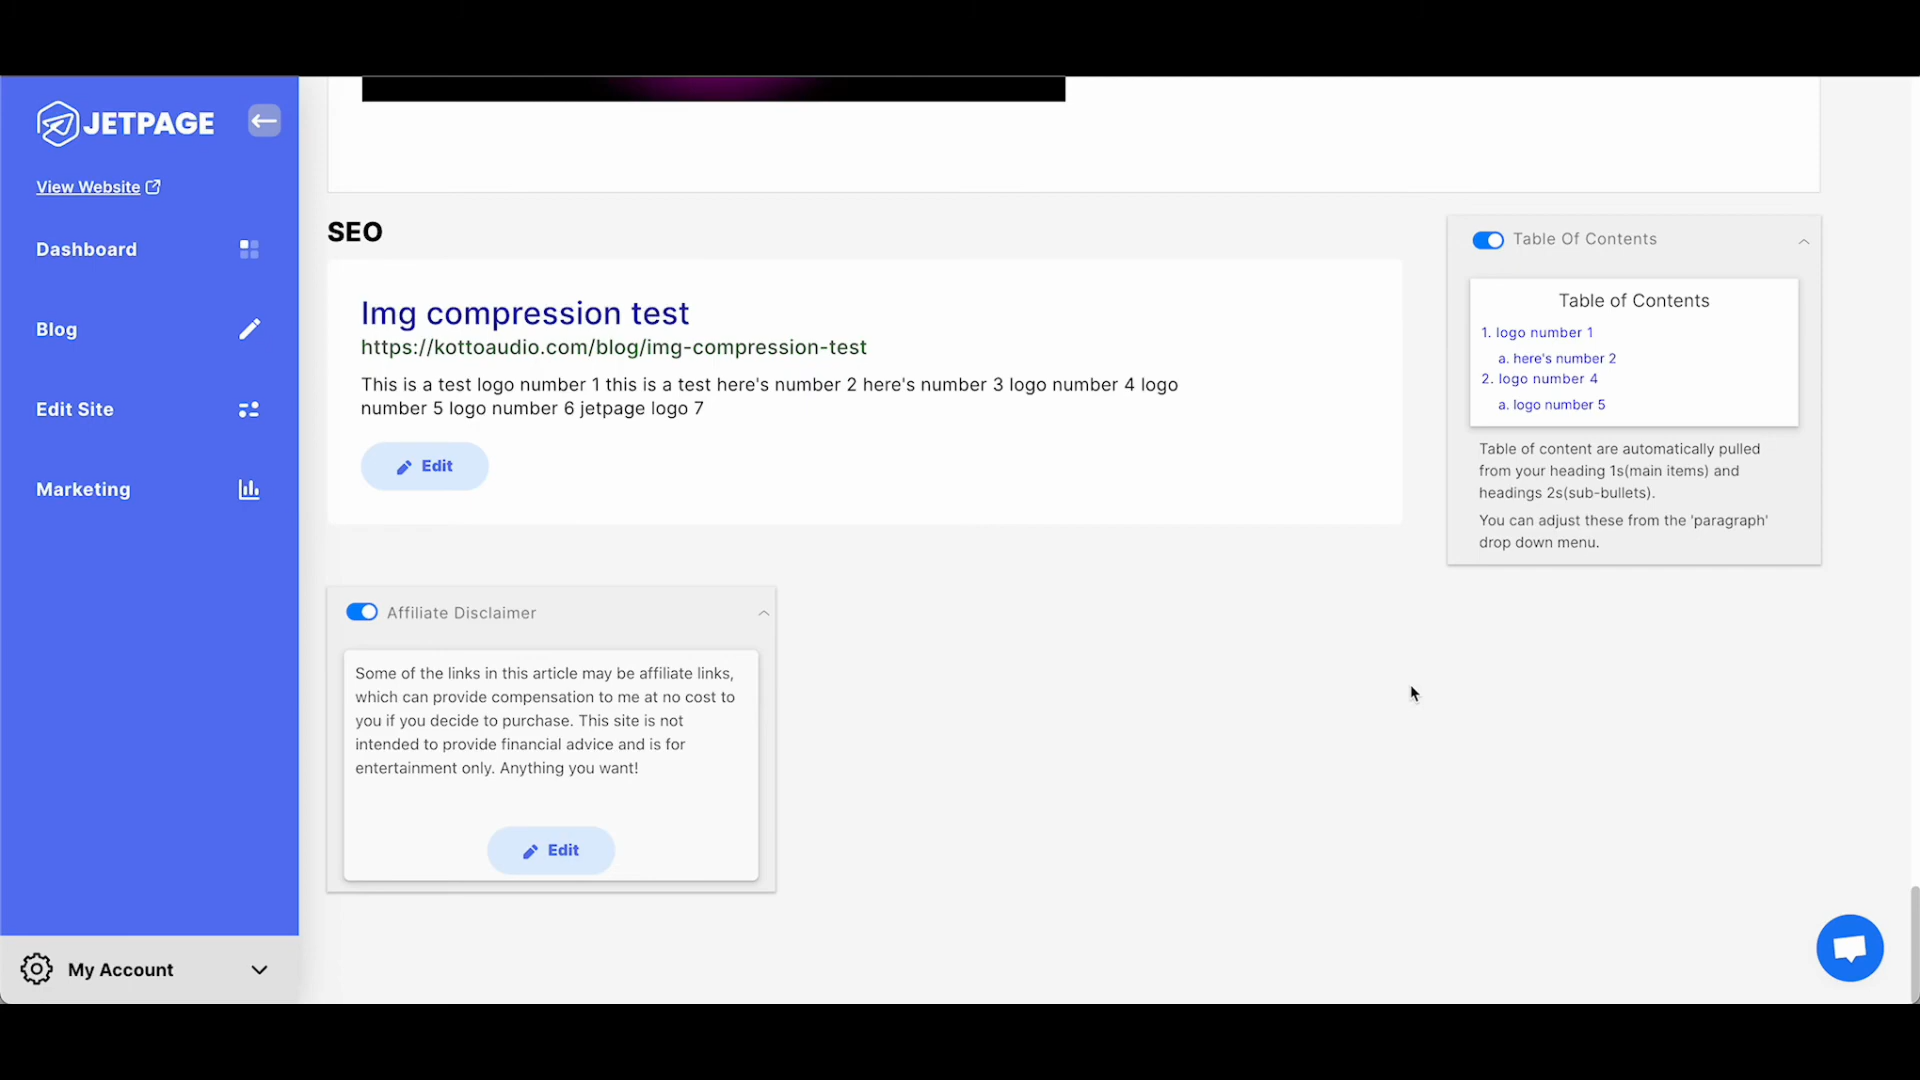 JETPAGE
View Website
Dashboard
Blog
Edit Site
Marketing
My Account
SEO
Img compression test
https://kottoaudio.com/blog/img-compression-test
This is a test logo number 1 this is a test here's number 2 here's number 3 logo number 4 logo
number 5 logo number 6 jetpage logo 7
Edit
Table Of Contents
Table of Contents
1. logo number 1
a. here's number 2
2. logo number 4
a. logo number 5
Table of content are automatically pulled
from your heading 1s(main items) and
headings 2s(sub-bullets).
You can adjust these from the 'paragraph'
drop down menu.
Affiliate Disclaimer
Some of the links in this article may be affiliate links,
which can provide compensation to me at no cost to
you if you decide to purchase. This site is not
intended to provide financial advice and is for
entertainment only. Anything you want!
Edit